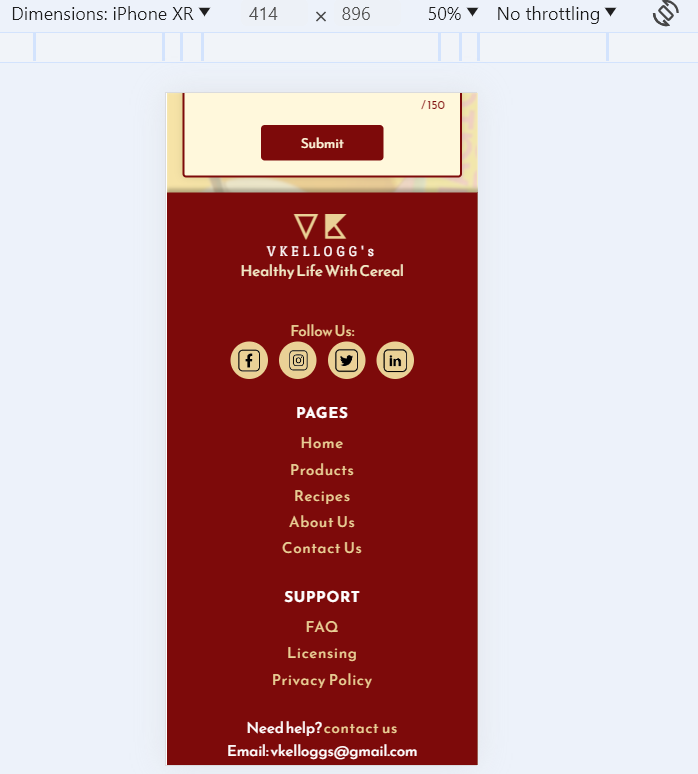 Dimensions: iPhone XR 414 × 896 50% No throttling
/150
Submit
VK
VKELLOGG's
Healthy Life With Cereal
Follow Us:
f in
PAGES
Home
Products
Recipes
About Us
Contact Us
SUPPORT
FAQ
Licensing
Privacy Policy
Need help? contact us
Email: vkelloggs@gmail.com